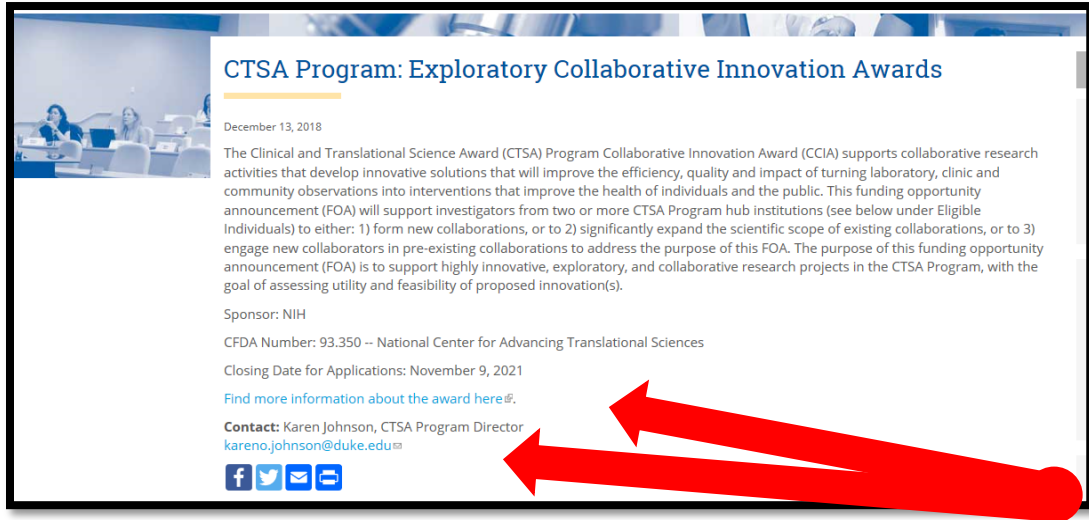 CTSA Program: Exploratory Collaborative Innovation Awards
December 13, 2018
The Clinical and Translational Science Award (CTSA) Program Collaborative Innovation Award (CCIA) supports collaborative research
activities that develop innovative solutions that will improve the efficiency, quality and impact of turning laboratory, clinic and
community observations into interventions that improve the health of individuals and the public. This funding opportunity
announcement (FOA) will support investigators from two or more CTSA Program hub institutions (see below under Eligible
Individuals) to either: 1) form new collaborations, or to 2) significantly expand the scientific scope of existing collaborations, or to 3)
engage new collaborators in pre-existing collaborations to address the purpose of this FOA. The purpose of this funding opportunity
announcement (FOA) is to support highly innovative, exploratory, and collaborative research projects in the CTSA Program, with the
goal of assessing utility and feasibility of proposed innovation(s).
Sponsor: NIH
CFDA Number: 93.350 -- National Center for Advancing Translational Sciences
Closing Date for Applications: November 9, 2021
Find more information about the award here.
Contact: Karen Johnson, CTSA Program Director
kareno.johnson@duke.edu